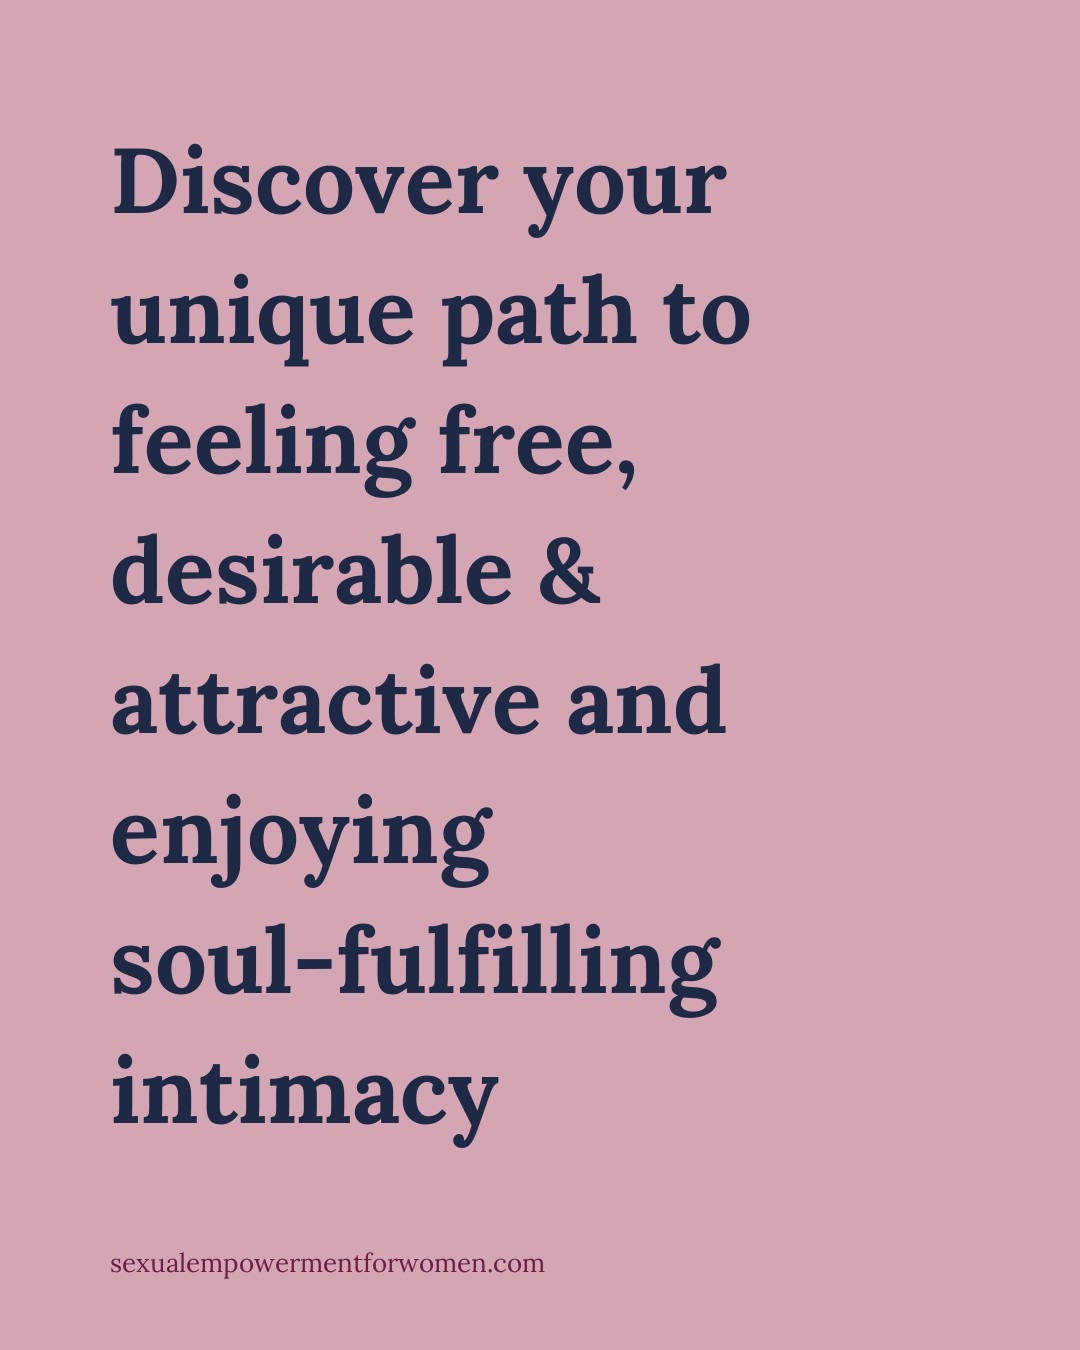 Discover your
unique path to
feeling free,
desirable &
attractive and
enjoying
soul-fulfilling
intimacy
sexualempowermentforwomen.com